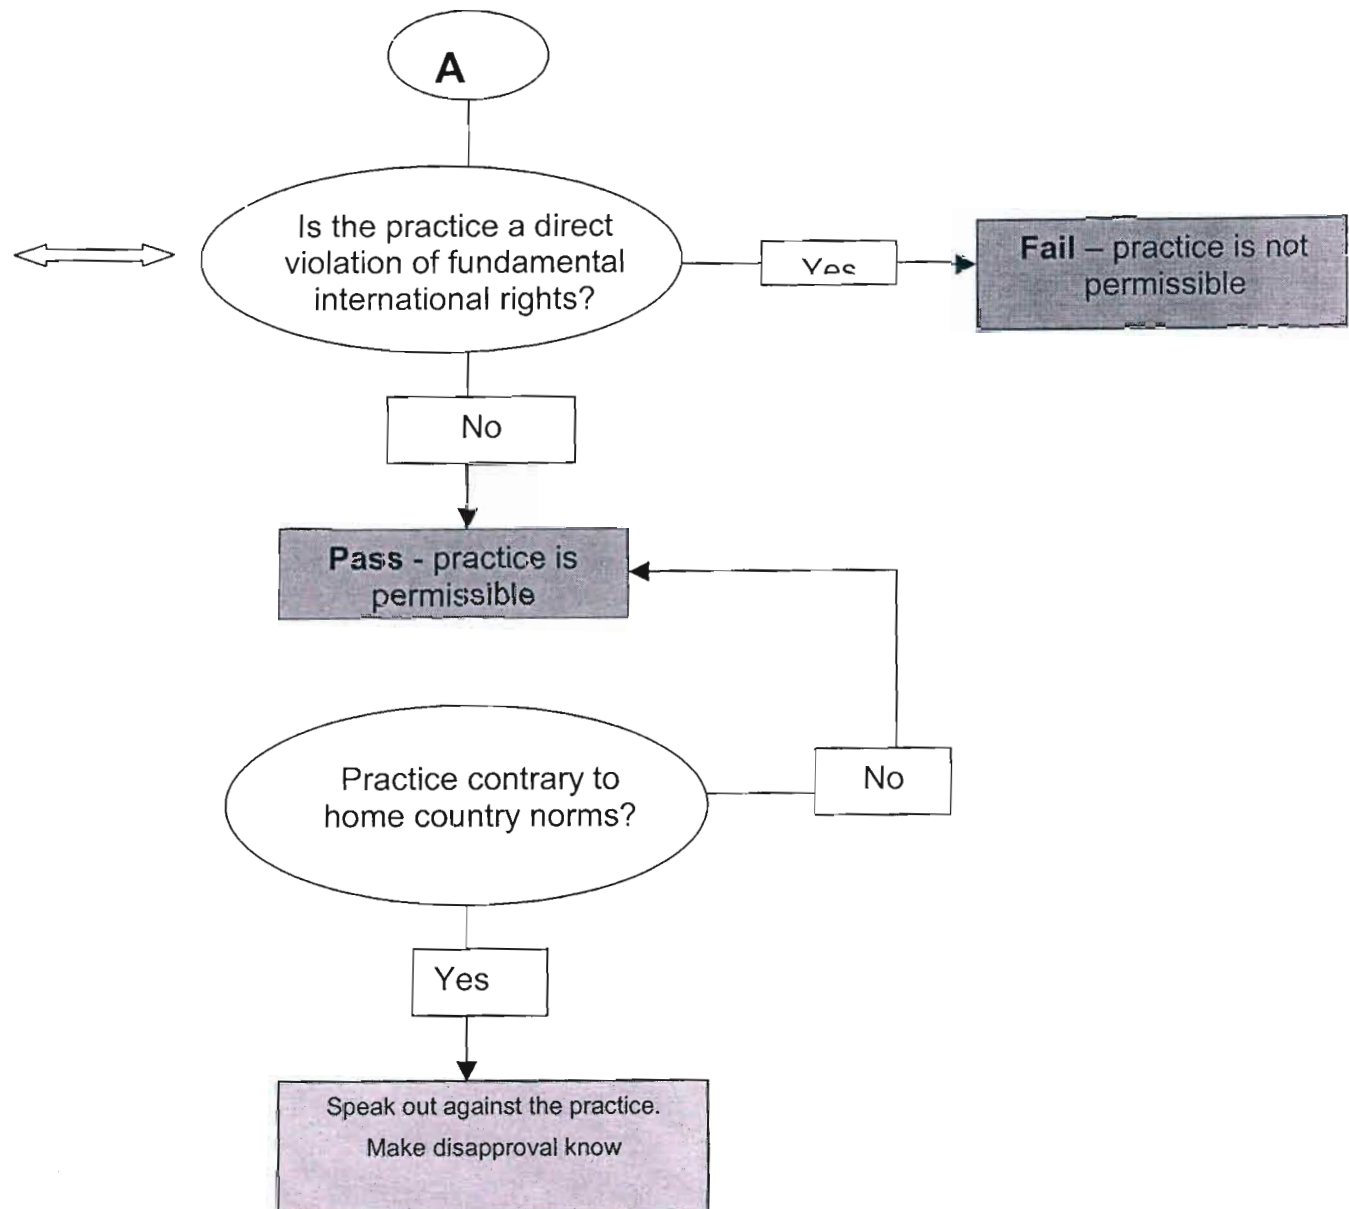 A
Is the practice a direct
violation of fundamental
international rights?
Yes
Fail – practice is not
permissible
No
Pass - practice is
permissible
Practice contrary to
home country norms?
No
Yes
Speak out against the practice.
Make disapproval know